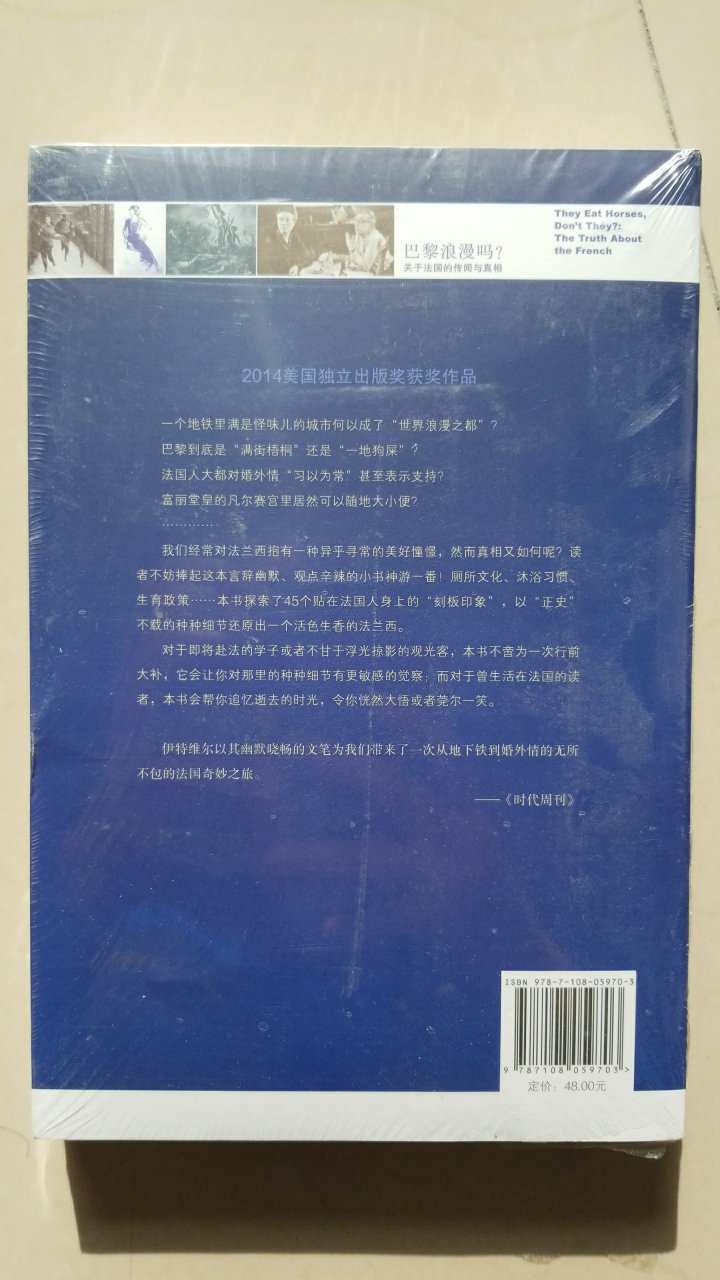 巴黎浪漫吗?
关于法国的传闻与真相
They Eat Horses,
Don't They?:
The Truth About
the French
2014美国独立出版奖获奖作品
一个地铁里满是怪味儿的城市何以成了“世界浪漫之都”?
巴黎到底是“满街梧桐”还是“一地狗屎”?
法国人大都对婚外情“习以为常”甚至表示支持?
富丽堂皇的凡尔赛宫里居然可以随地大小便?
…………
我们经常对法兰西抱有一种异乎寻常的美好憧憬，然而真相又如何呢? 读
者不妨捧起这本言辞幽默、观点辛辣的小书神游一番! 厕所文化、沐浴习惯、
生育政策……本书探索了45个贴在法国人身上的“刻板印象”，以“正史”
不载的种种细节还原出一个活色生香的法兰西。
对于即将赴法的学子或者不甘于浮光掠影的观光客，本书不啻为一次行前
大补，它会让你对那里的种种细节有更敏感的觉察；而对于曾生活在法国的读
者，本书会帮你追忆逝去的时光，令你恍然大悟或者莞尔一笑。
伊特维尔以其幽默晓畅的文笔为我们带来了一次从地下铁到婚外情的无所
不包的法国奇妙之旅。
——《时代周刊》
ISBN 978-7-108-05970-3
9 787108 059703 >
定价：48.00元